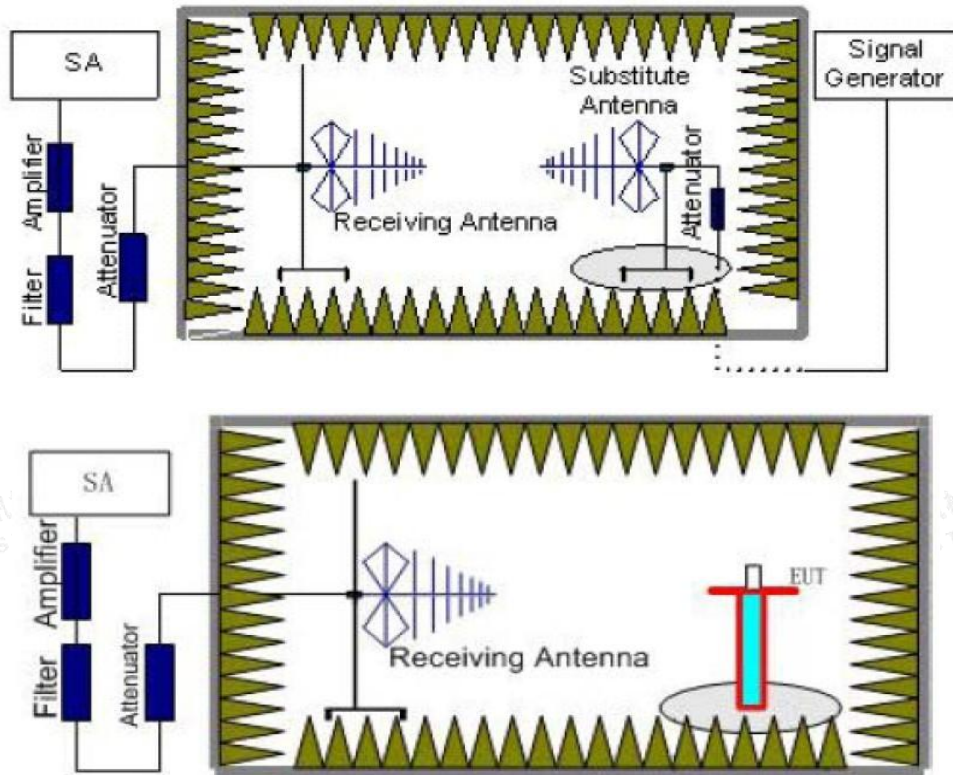 SA
Signal
Generator
Substitute
Antenna
Amplifier
Attenuator
Filter
Receiving Antenna
Attenuator
SA
Amplifier
Filter
Attenuator
Receiving Antenna
EUT